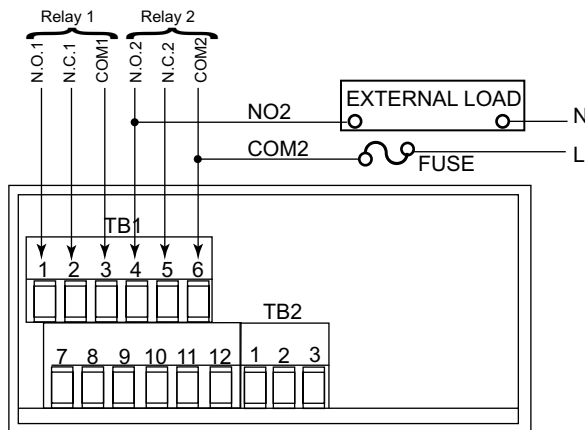 Relay 1 Relay 2
N.O.1 N.C.1 COM1 N.O.2 N.C.2 COM2
EXTERNAL LOAD
NO2 N
COM2 FUSE L
TB1
1 2 3 4 5 6
TB2
7 8 9 10 11 12 1 2 3